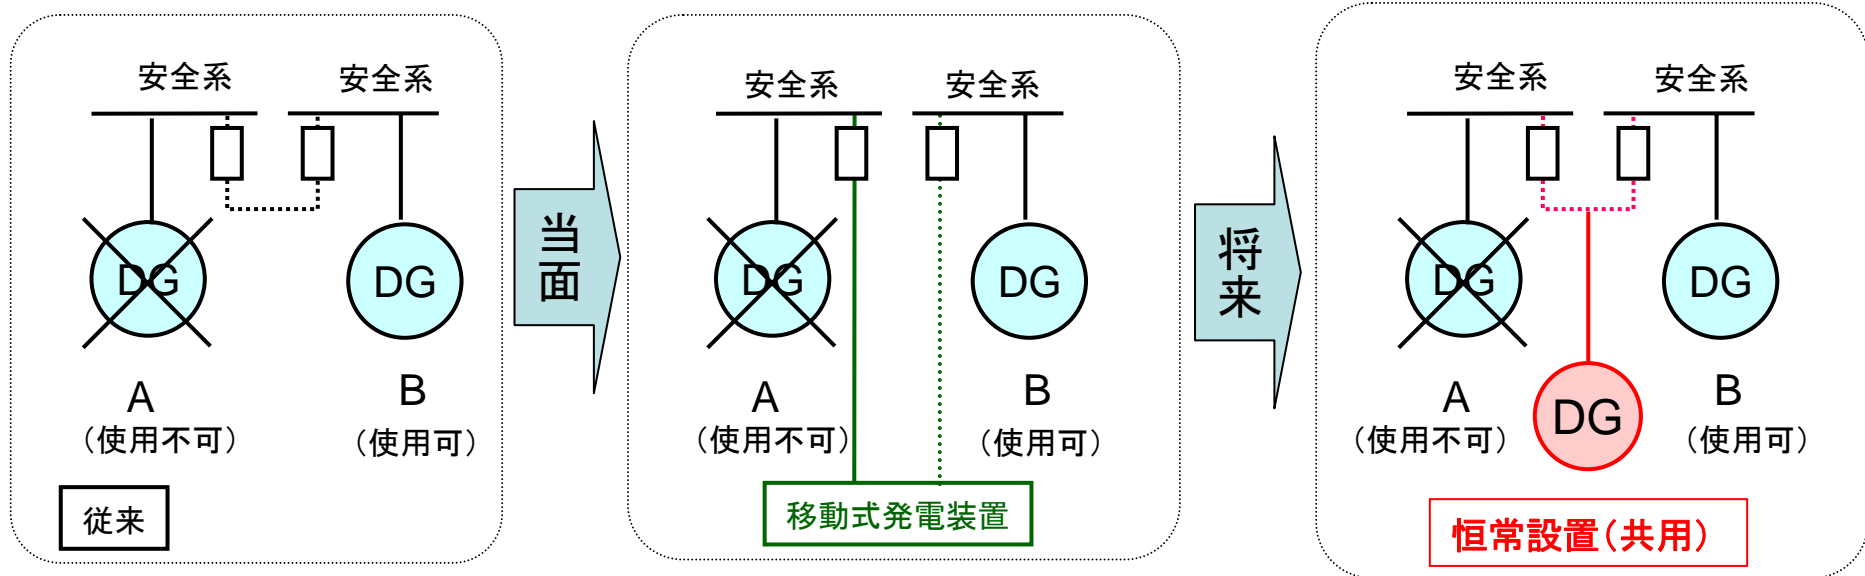 安全系
安全系
DG
DG
A
(使用不可)
B
(使用可)
従来
当面
安全系
安全系
DG
DG
A
(使用不可)
B
(使用可)
移動式発電装置
将来
安全系
安全系
DG
DG
DG
A
(使用不可)
B
(使用可)
恒常設置(共用)